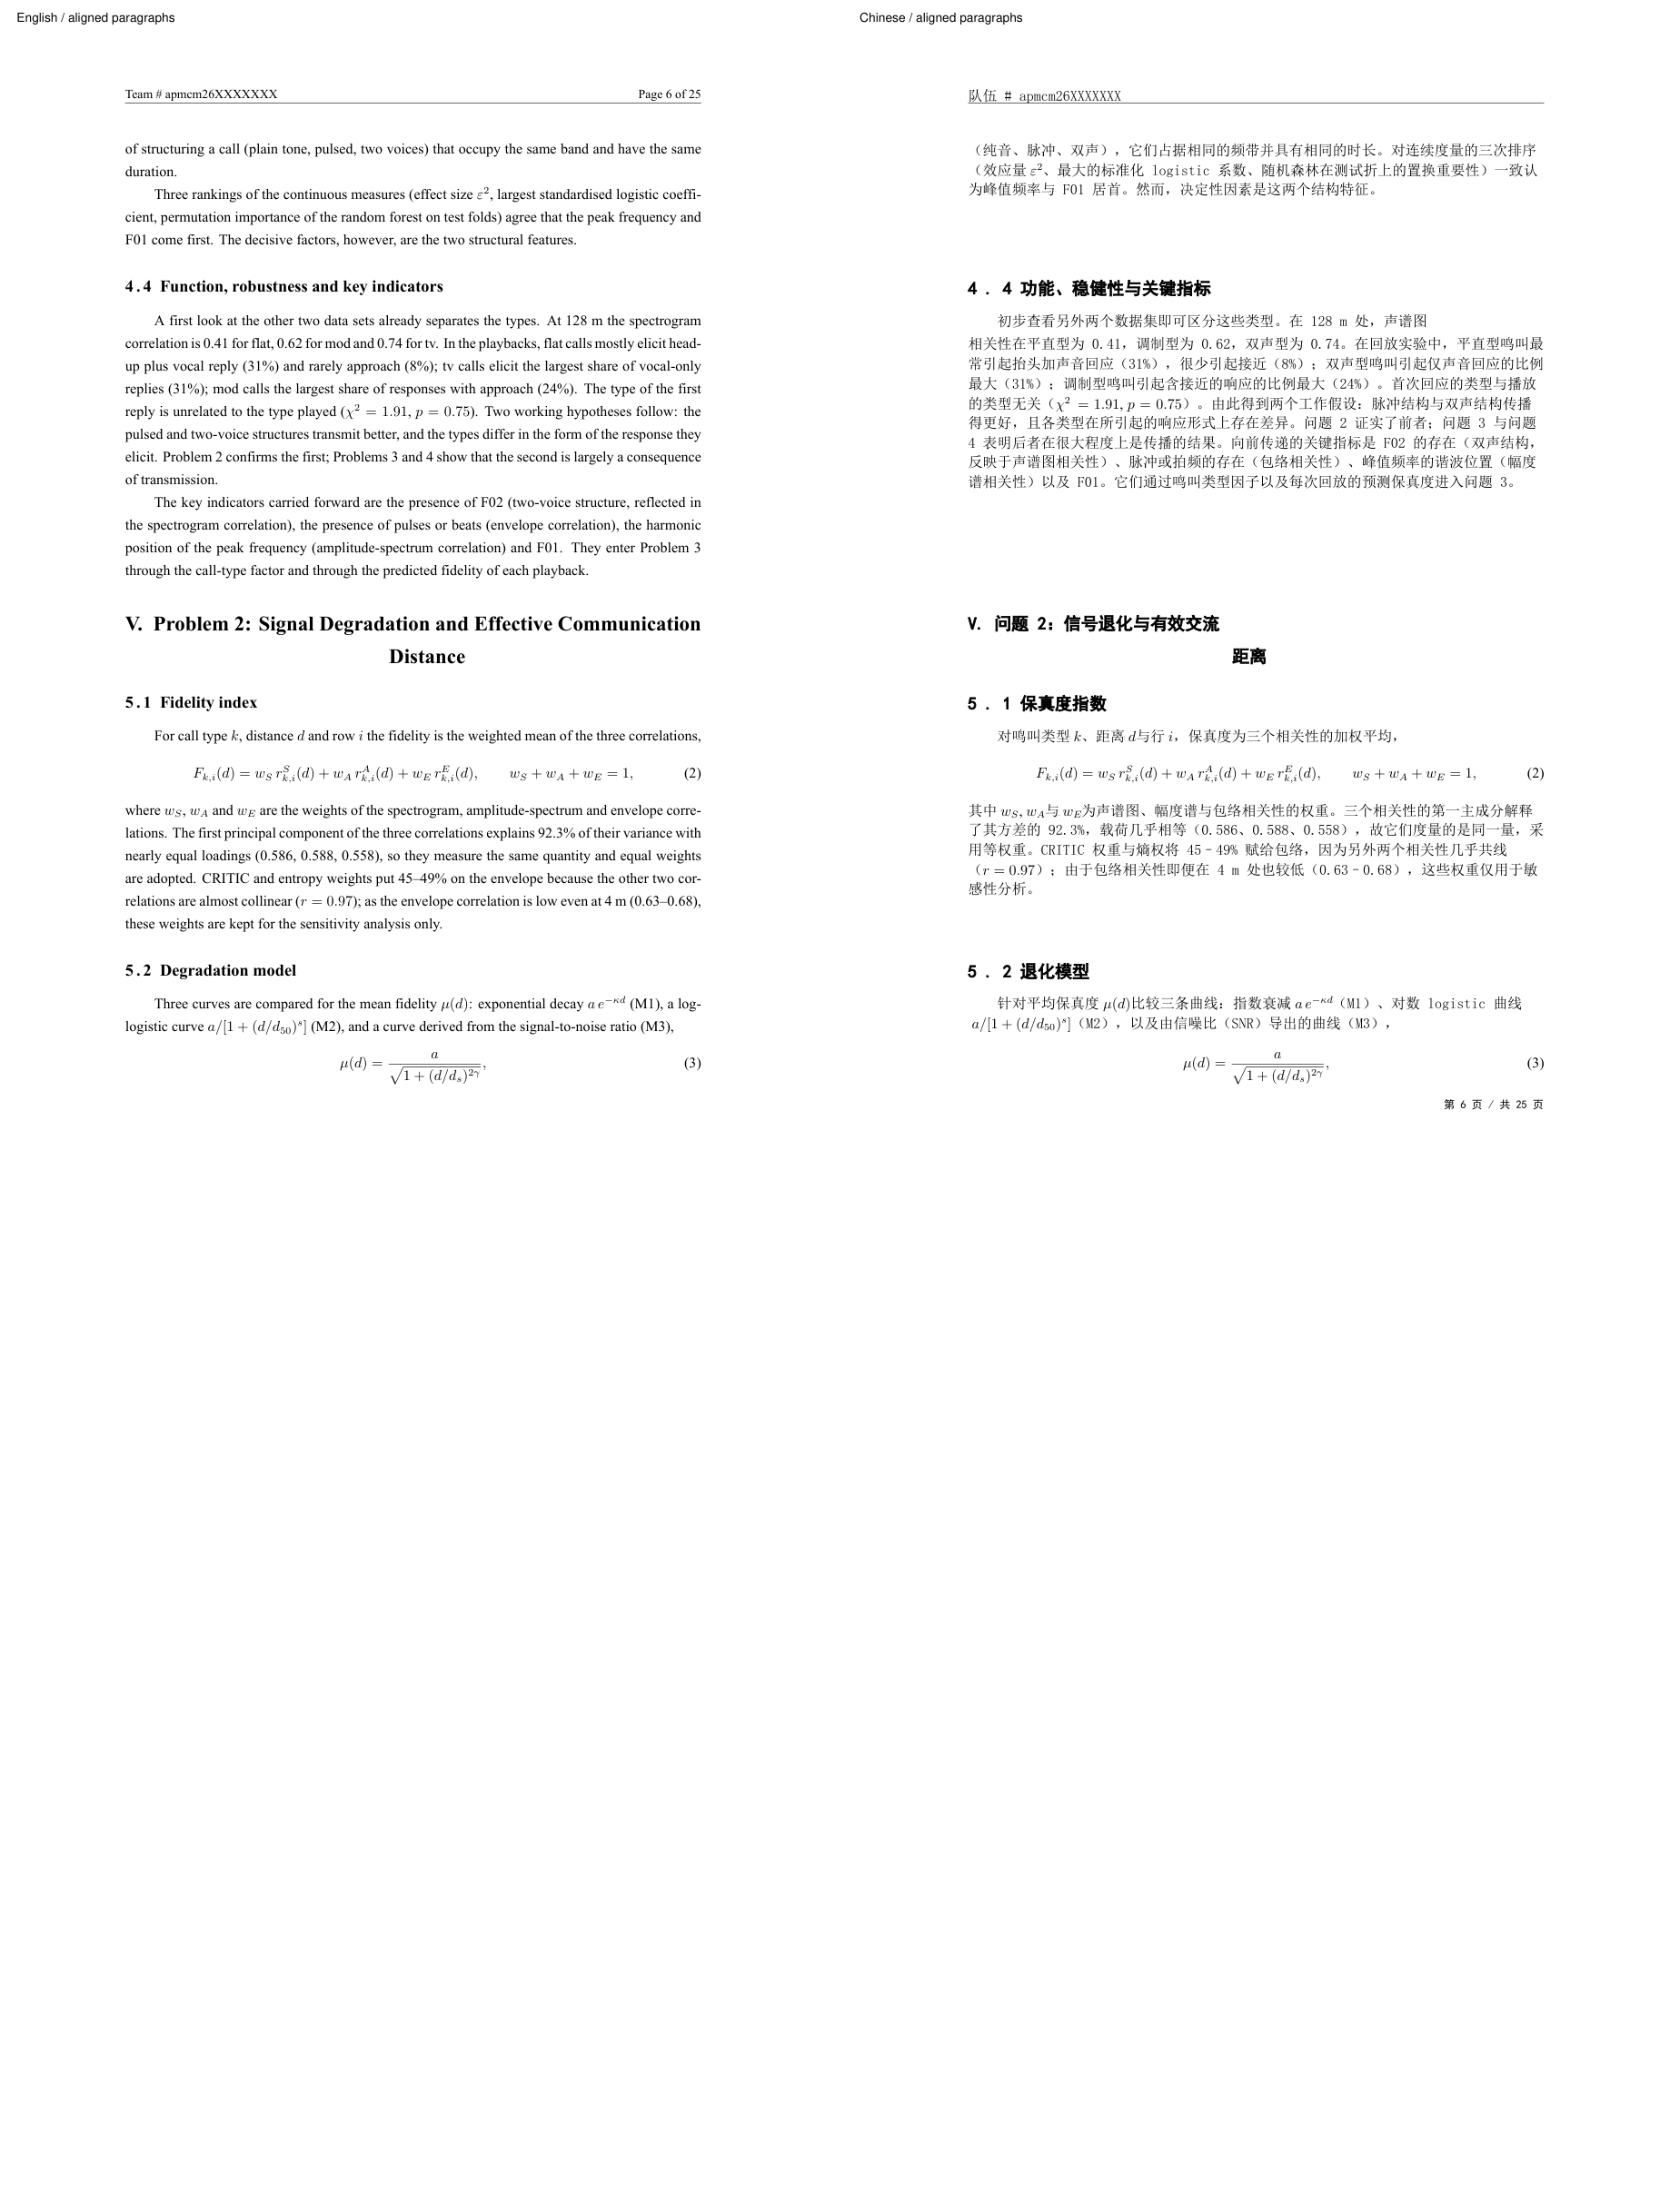 English / aligned paragraphs
Team # apmcm26XXXXXXX Page 6 of 25
of structuring a call (plain tone, pulsed, two voices) that occupy the same band and have the same
duration.
Three rankings of the continuous measures (effect size ε², largest standardised logistic coeffi-
cient, permutation importance of the random forest on test folds) agree that the peak frequency and
F01 come first. The decisive factors, however, are the two structural features.
4.4 Function, robustness and key indicators
A first look at the other two data sets already separates the types. At 128 m the spectrogram
correlation is 0.41 for flat, 0.62 for mod and 0.74 for tv. In the playbacks, flat calls mostly elicit head-
up plus vocal reply (31%) and rarely approach (8%); tv calls elicit the largest share of vocal-only
replies (31%); mod calls the largest share of responses with approach (24%). The type of the first
reply is unrelated to the type played (χ² = 1.91, p = 0.75). Two working hypotheses follow: the
pulsed and two-voice structures transmit better, and the types differ in the form of the response they
elicit. Problem 2 confirms the first; Problems 3 and 4 show that the second is largely a consequence
of transmission.
The key indicators carried forward are the presence of F02 (two-voice structure, reflected in
the spectrogram correlation), the presence of pulses or beats (envelope correlation), the harmonic
position of the peak frequency (amplitude-spectrum correlation) and F01. They enter Problem 3
through the call-type factor and through the predicted fidelity of each playback.
V. Problem 2: Signal Degradation and Effective Communication
Distance
5.1 Fidelity index
For call type k, distance d and row i the fidelity is the weighted mean of the three correlations,
F_{k,i}(d) = w_S r^S_{k,i}(d) + w_A r^A_{k,i}(d) + w_E r^E_{k,i}(d), w_S + w_A + w_E = 1, (2)
where w_S, w_A and w_E are the weights of the spectrogram, amplitude-spectrum and envelope corre-
lations. The first principal component of the three correlations explains 92.3% of their variance with
nearly equal loadings (0.586, 0.588, 0.558), so they measure the same quantity and equal weights
are adopted. CRITIC and entropy weights put 45–49% on the envelope because the other two cor-
relations are almost collinear (r = 0.97); as the envelope correlation is low even at 4 m (0.63–0.68),
these weights are kept for the sensitivity analysis only.
5.2 Degradation model
Three curves are compared for the mean fidelity μ(d): exponential decay a e^{−κd} (M1), a log-
logistic curve a/[1 + (d/d_{50})^s] (M2), and a curve derived from the signal-to-noise ratio (M3),
μ(d) = a / √(1 + (d/d_s)^{2γ}), (3)
Chinese / aligned paragraphs
队伍 # apmcm26XXXXXXX
（纯音、脉冲、双声），它们占据相同的频带并具有相同的时长。对连续度量的三次排序
（效应量 ε²、最大的标准化 logistic 系数、随机森林在测试折上的置换重要性）一致认
为峰值频率与 F01 居首。然而，决定性因素是这两个结构特征。
4 . 4 功能、稳健性与关键指标
初步查看另外两个数据集即可区分这些类型。在 128 m 处，声谱图
相关性在平直型为 0.41，调制型为 0.62，双声型为 0.74。在回放实验中，平直型鸣叫最
常引起抬头加声音回应（31%），很少引起接近（8%）；双声型鸣叫引起仅声音回应的比例
最大（31%）；调制型鸣叫引起含接近的响应的比例最大（24%）。首次回应的类型与播放
的类型无关（χ² = 1.91, p = 0.75）。由此得到两个工作假设：脉冲结构与双声结构传播
得更好，且各类型在所引起的响应形式上存在差异。问题 2 证实了前者；问题 3 与问题
4 表明后者在很大程度上是传播的结果。向前传递的关键指标是 F02 的存在（双声结构，
反映于声谱图相关性）、脉冲或拍频的存在（包络相关性）、峰值频率的谐波位置（幅度
谱相关性）以及 F01。它们通过鸣叫类型因子以及每次回放的预测保真度进入问题 3。
V. 问题 2：信号退化与有效交流
距离
5 . 1 保真度指数
对鸣叫类型 k、距离 d与行 i，保真度为三个相关性的加权平均，
F_{k,i}(d) = w_S r^S_{k,i}(d) + w_A r^A_{k,i}(d) + w_E r^E_{k,i}(d), w_S + w_A + w_E = 1, (2)
其中 w_S, w_A与 w_E为声谱图、幅度谱与包络相关性的权重。三个相关性的第一主成分解释
了其方差的 92.3%，载荷几乎相等（0.586、0.588、0.558），故它们度量的是同一量，采
用等权重。CRITIC 权重与熵权将 45–49% 赋给包络，因为另外两个相关性几乎共线
（r = 0.97）；由于包络相关性即便在 4 m 处也较低（0.63–0.68），这些权重仅用于敏
感性分析。
5 . 2 退化模型
针对平均保真度 μ(d)比较三条曲线：指数衰减 a e^{−κd}（M1）、对数 logistic 曲线
a/[1 + (d/d_{50})^s]（M2），以及由信噪比（SNR）导出的曲线（M3），
μ(d) = a / √(1 + (d/d_s)^{2γ}), (3)
第 6 页 / 共 25 页